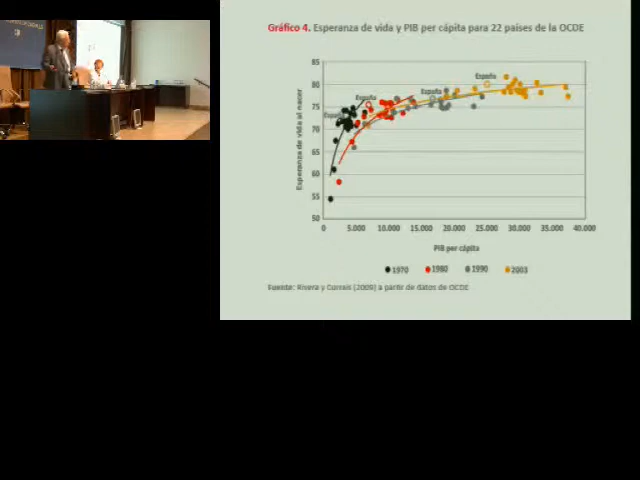 Gráfico 4. Esperanza de vida y PIB per cápita para 22 países de la OCDE
85
80
75
70
65
60
55
50
Esperanza de vida al nacer
España
España
España
España
0 5.000 10.000 15.000 20.000 25.000 30.000 35.000 40.000
PIB per cápita
1970 1980 1990 2003
Fuente: Rivera y Currais (2009) a partir de datos de OCDE